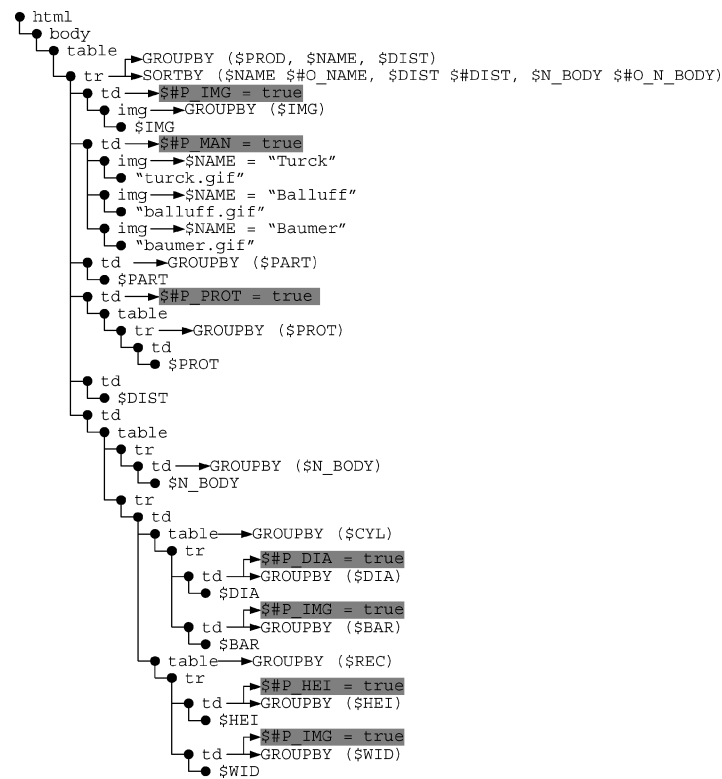 html
body
table
GROUPBY ($PROD, $NAME, $DIST)
tr SORTBY ($NAME $#O_NAME, $DIST $#DIST, $N_BODY $#O_N_BODY)
td $#P_IMG = true
img GROUPBY ($IMG)
$IMG
td $#P_MAN = true
img $NAME = “Turck”
“turck.gif”
img $NAME = “Balluff”
“balluff.gif”
img $NAME = “Baumer”
“baumer.gif”
td GROUPBY ($PART)
$PART
td $#P_PROT = true
table
tr GROUPBY ($PROT)
td
$PROT
td
$DIST
td
table
tr
td GROUPBY ($N_BODY)
$N_BODY
tr
td
table GROUPBY ($CYL)
tr
$#P_DIA = true
td GROUPBY ($DIA)
$DIA
$#P_IMG = true
td GROUPBY ($BAR)
$BAR
table GROUPBY ($REC)
tr
$#P_HEI = true
td GROUPBY ($HEI)
$HEI
$#P_IMG = true
td GROUPBY ($WID)
$WID